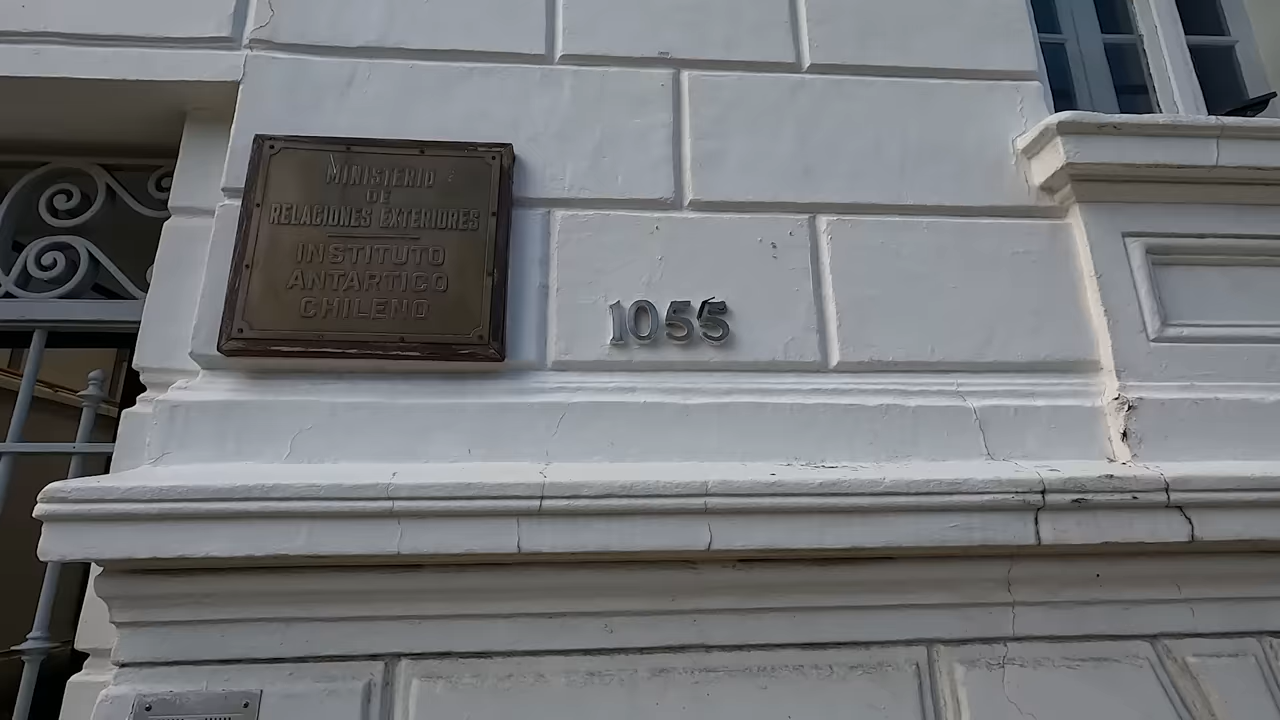 MINISTERIO
DE
RELACIONES EXTERIORES
INSTITUTO
ANTARTICO
CHILENO
1055